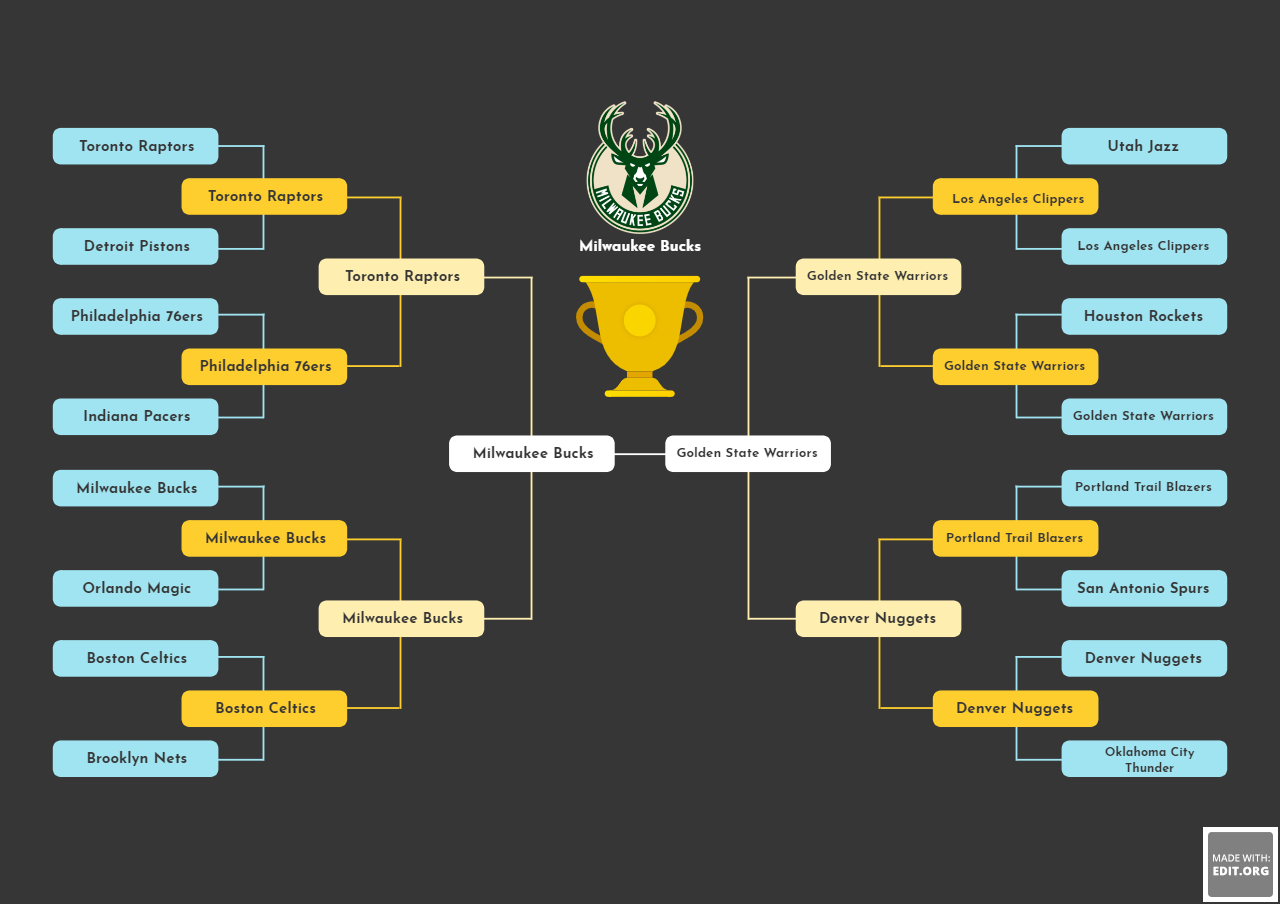 MILWAUKEE BUCKS
Milwaukee Bucks
Toronto Raptors
Toronto Raptors
Detroit Pistons
Toronto Raptors
Philadelphia 76ers
Philadelphia 76ers
Indiana Pacers
Milwaukee Bucks
Milwaukee Bucks
Milwaukee Bucks
Orlando Magic
Milwaukee Bucks
Boston Celtics
Boston Celtics
Brooklyn Nets
Utah Jazz
Los Angeles Clippers
Los Angeles Clippers
Golden State Warriors
Houston Rockets
Golden State Warriors
Golden State Warriors
Golden State Warriors
Portland Trail Blazers
Portland Trail Blazers
San Antonio Spurs
Denver Nuggets
Denver Nuggets
Denver Nuggets
Oklahoma City
Thunder
MADE WITH:
EDIT.ORG